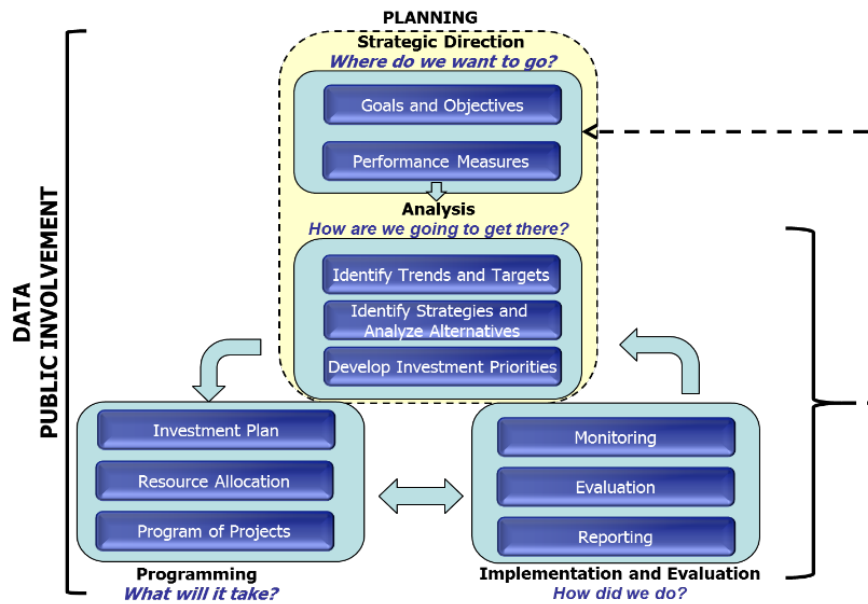 PLANNING
Strategic Direction
Where do we want to go?
Goals and Objectives
Performance Measures
Analysis
How are we going to get there?
Identify Trends and Targets
Identify Strategies and
Analyze Alternatives
Develop Investment Priorities
DATA
PUBLIC INVOLVEMENT
Investment Plan
Resource Allocation
Program of Projects
Programming
What will it take?
Monitoring
Evaluation
Reporting
Implementation and Evaluation
How did we do?